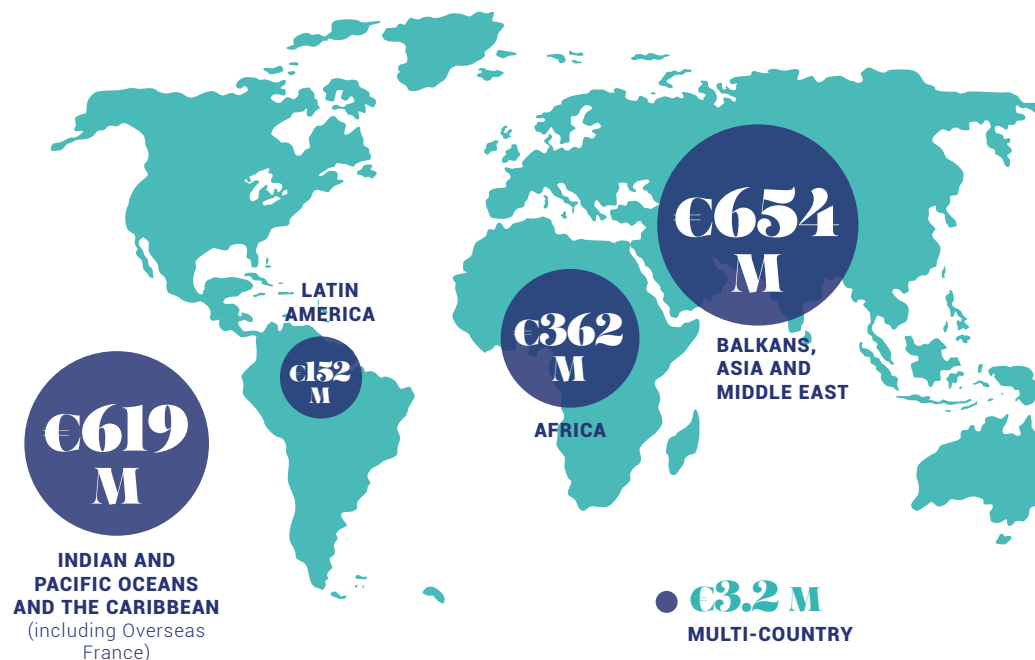 €654
M
BALKANS,
ASIA AND
MIDDLE EAST
LATIN
AMERICA
€152
M
€362
M
AFRICA
€619
M
INDIAN AND
PACIFIC OCEANS
AND THE CARIBBEAN
(including Overseas
France)
€3.2 M
MULTI-COUNTRY